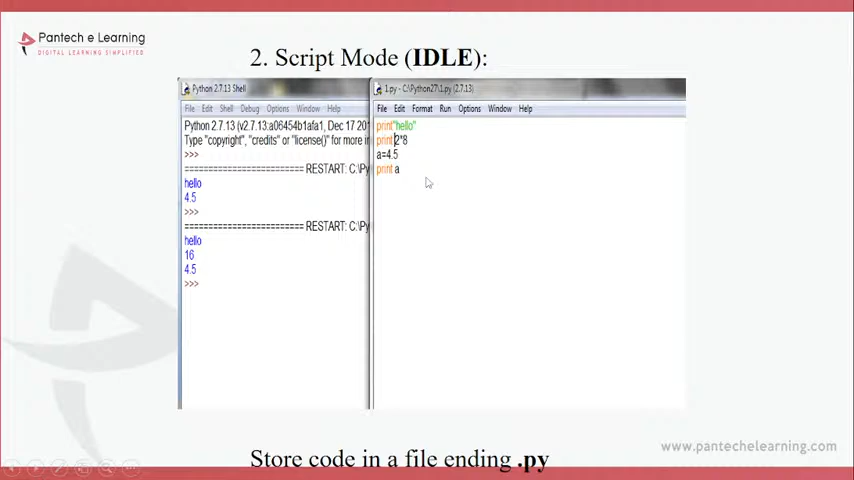 Pantech e Learning
DIGITAL LEARNING SIMPLIFIED
2. Script Mode (IDLE):
Python 2.7.13 Shell
File Edit Shell Debug Options Window Help
Python 2.7.13 (v2.7.13:a06454b1afa1, Dec 17 201
Type "copyright", "credits" or "license()" for more in
>>>
======================== RESTART: C:\Py
hello
4.5
>>>
======================== RESTART: C:\Py
hello
16
4.5
>>>
1.py - C:\Python27\1.py (2.7.13)
File Edit Format Run Options Window Help
print"hello"
print 2*8
a=4.5
print a
www.pantechelearning.com
Store code in a file ending .py